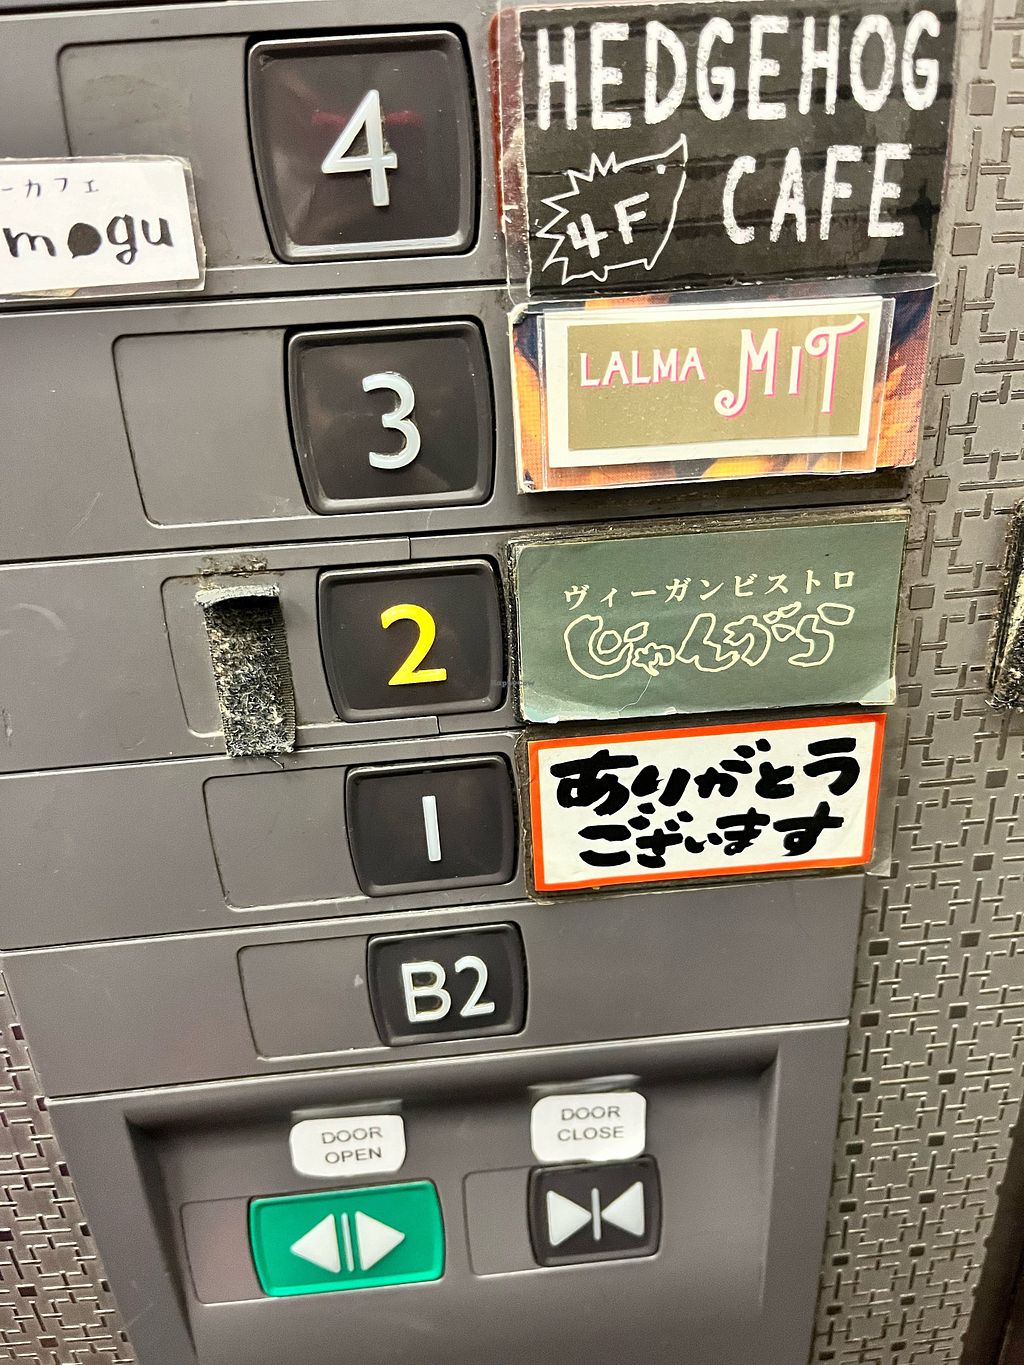 4
HEDGEHOG
4F
CAFE
ーカフェ
mogu
3
LALMA MIT
2
ヴィーガンビストロ
じゃんがら
1
ありがとう
ございます
B2
DOOR
OPEN
DOOR
CLOSE